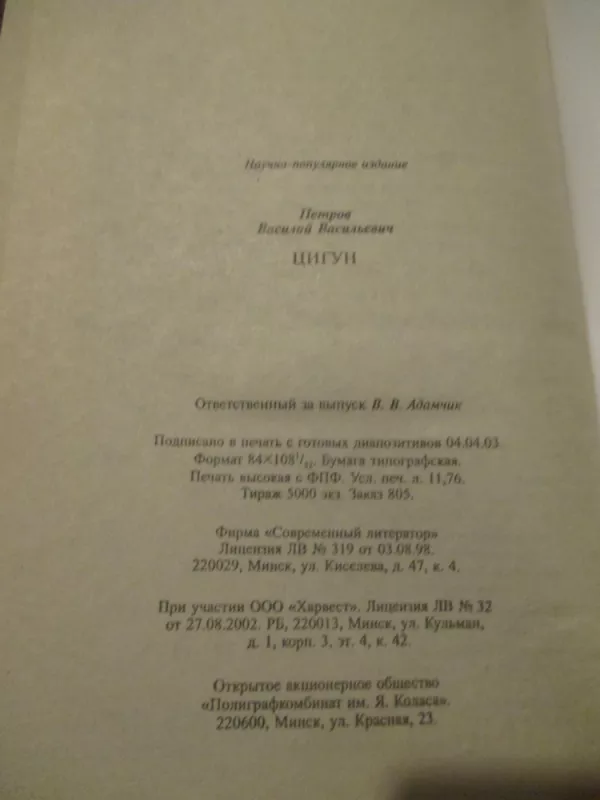 Научно-популярное издание
Петров
Василий Васильевич
ЦИГУН
Ответственный за выпуск В. В. Адамчик
Подписано в печать с готовых диапозитивов 04.04.03.
Формат 84×108¹/₃₂. Бумага типографская.
Печать высокая с ФПФ. Усл. печ. л. 11,76.
Тираж 5000 экз. Заказ 805.
Фирма «Современный литератор»
Лицензия ЛВ № 319 от 03.08.98.
220029, Минск, ул. Киселева, д. 47, к. 4.
При участии ООО «Харвест». Лицензия ЛВ № 32
от 27.08.2002. РБ, 220013, Минск, ул. Кульман,
д. 1, корп. 3, эт. 4, к. 42.
Открытое акционерное общество
«Полиграфкомбинат им. Я. Коласа».
220600, Минск, ул. Красная, 23.